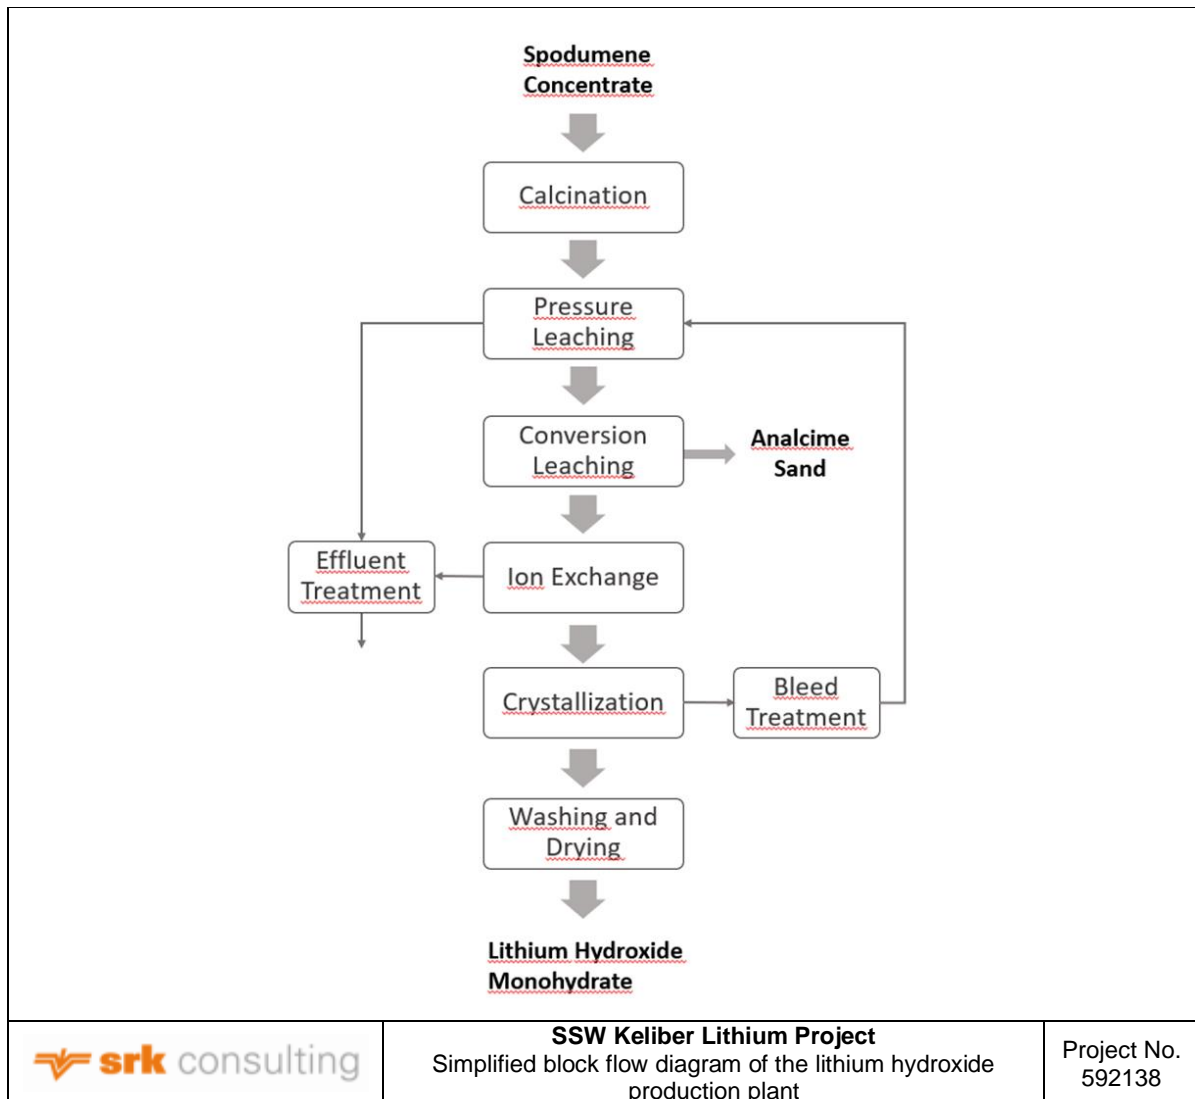 Spodumene
Concentrate
Calcination
Pressure
Leaching
Conversion
Leaching
Analcime
Sand
Effluent
Treatment
Ion Exchange
Crystallization
Bleed
Treatment
Washing and
Drying
Lithium Hydroxide
Monohydrate
srk consulting
SSW Keliber Lithium Project
Simplified block flow diagram of the lithium hydroxide
production plant
Project No.
592138